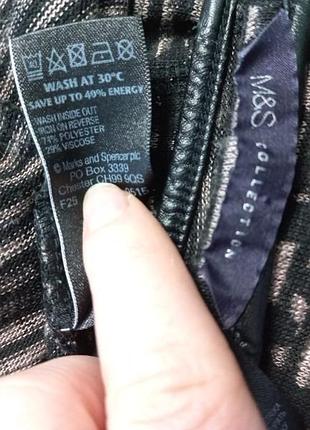 WASH AT 30°C
SAVE UP TO 40% ENERGY
WASH INSIDE OUT
IRON ON REVERSE
71% POLYESTER
29% VISCOSE
© Marks and Spencer plc
PO Box 3339
Chester CH99 9QS
F25
M&S
COLLECTION